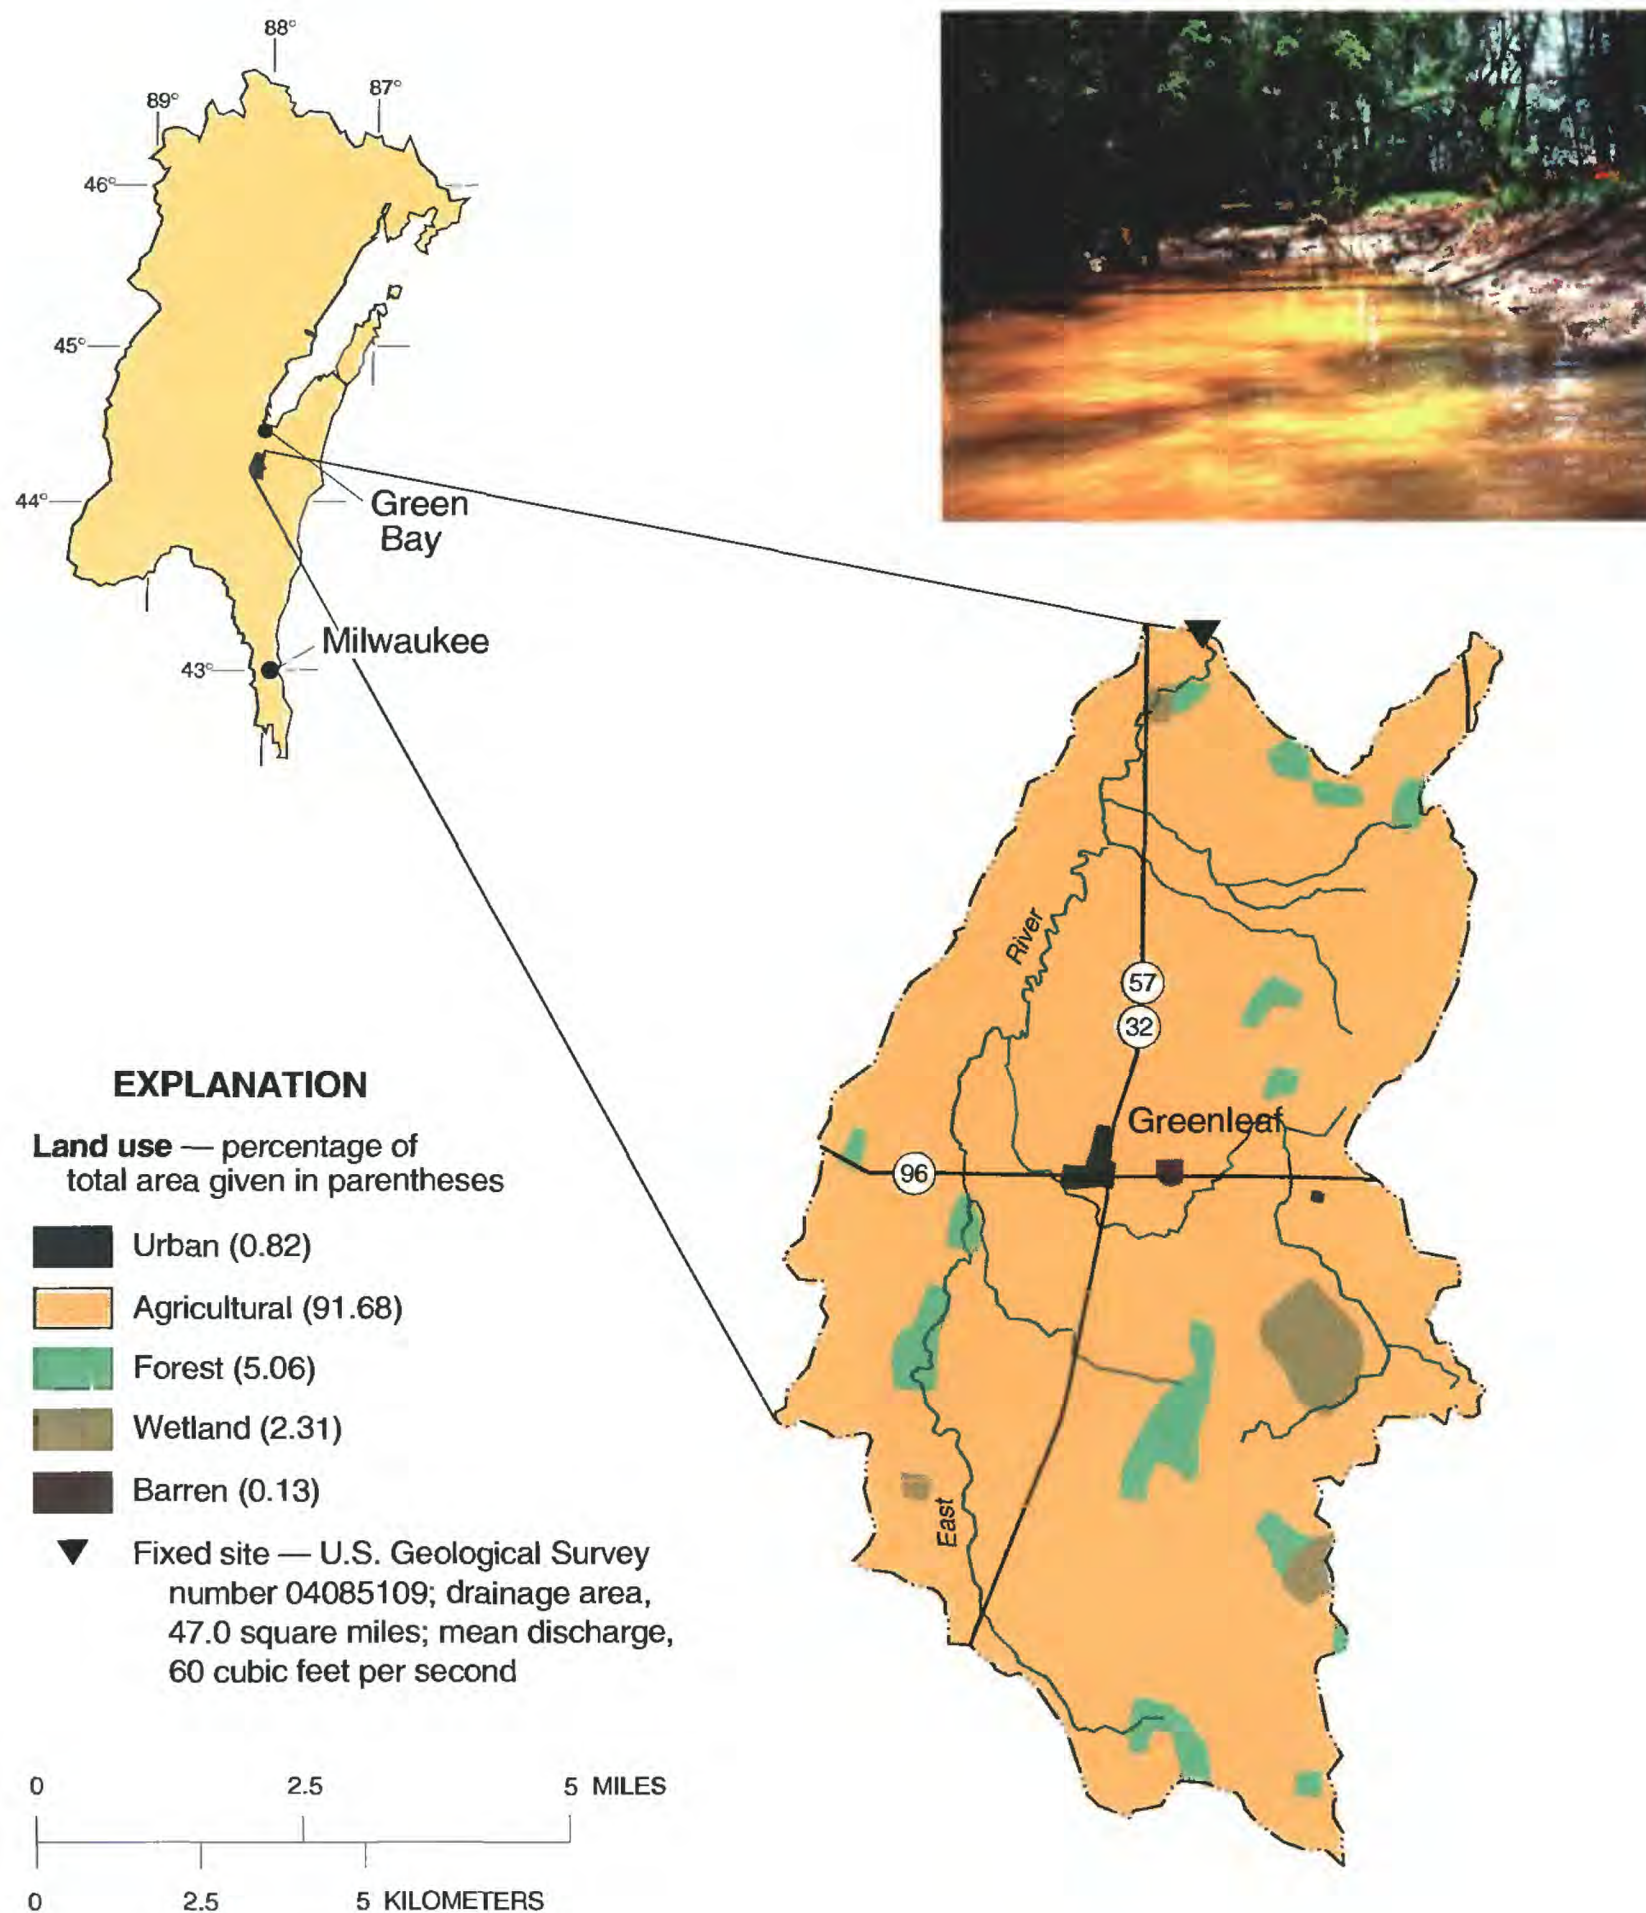 88°
89°
87°
46°
45°
44°
Green
Bay
Milwaukee
43°
River
57
32
Greenleaf
96
East
EXPLANATION
Land use — percentage of
total area given in parentheses
Urban (0.82)
Agricultural (91.68)
Forest (5.06)
Wetland (2.31)
Barren (0.13)
Fixed site — U.S. Geological Survey
number 04085109; drainage area,
47.0 square miles; mean discharge,
60 cubic feet per second
0 2.5 5 MILES
0 2.5 5 KILOMETERS